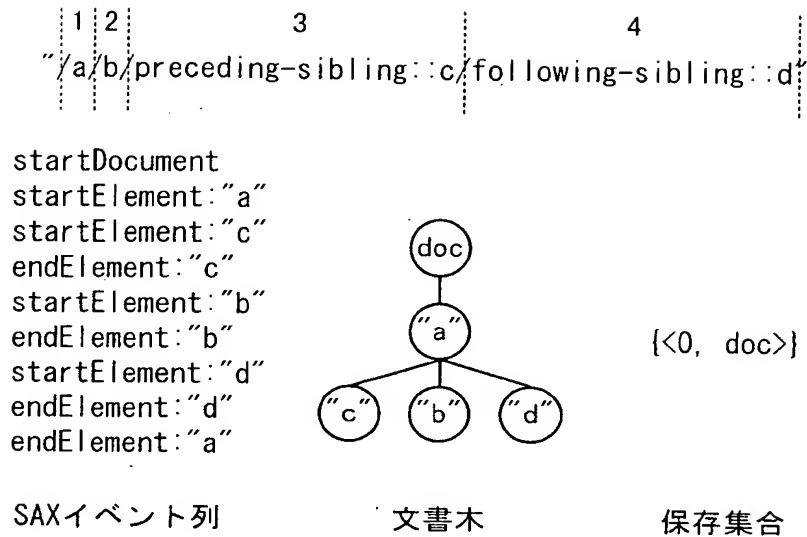 1 2 3 4
"/a/b/preceding-sibling::c/following-sibling::d"
startDocument
startElement:"a"
startElement:"c"
endElement:"c"
startElement:"b"
endElement:"b"
startElement:"d"
endElement:"d"
endElement:"a"
doc
"a"
"c" "b" "d"
{<0, doc>}
SAXイベント列 文書木 保存集合